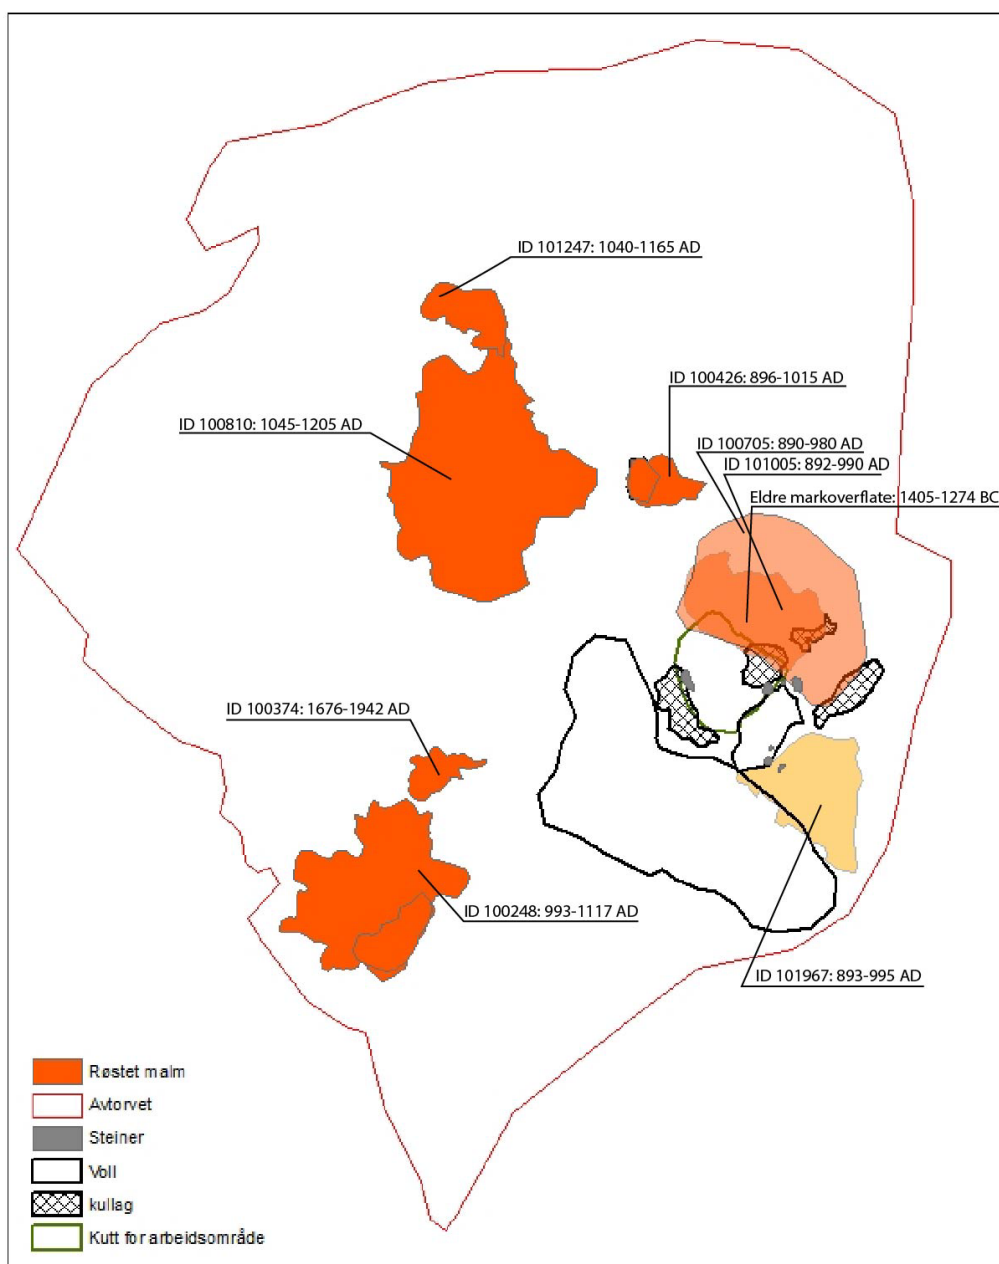 ID 101247: 1040-1165 AD
ID 100426: 896-1015 AD
ID 100810: 1045-1205 AD
ID 100705: 890-980 AD
ID 101005: 892-990 AD
Eldre markoverflate: 1405-1274 BC
ID 100374: 1676-1942 AD
ID 100248: 993-1117 AD
ID 101967: 893-995 AD
Røstet malm
Avtorvet
Steiner
Voll
kullag
Kutt for arbeidsområde